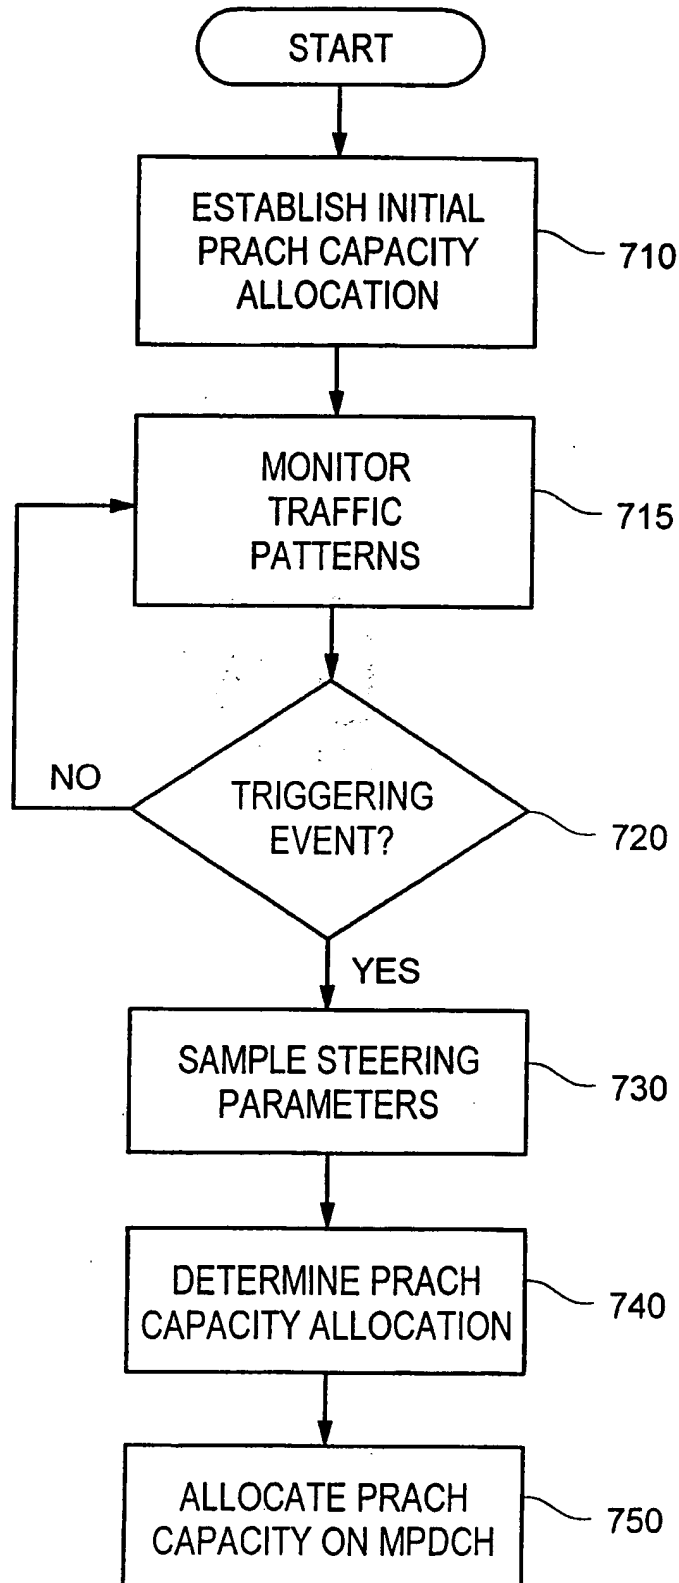 START
ESTABLISH INITIAL
PRACH CAPACITY
ALLOCATION
710
MONITOR
TRAFFIC
PATTERNS
715
NO
TRIGGERING
EVENT?
720
YES
SAMPLE STEERING
PARAMETERS
730
DETERMINE PRACH
CAPACITY ALLOCATION
740
ALLOCATE PRACH
CAPACITY ON MPDCH
750